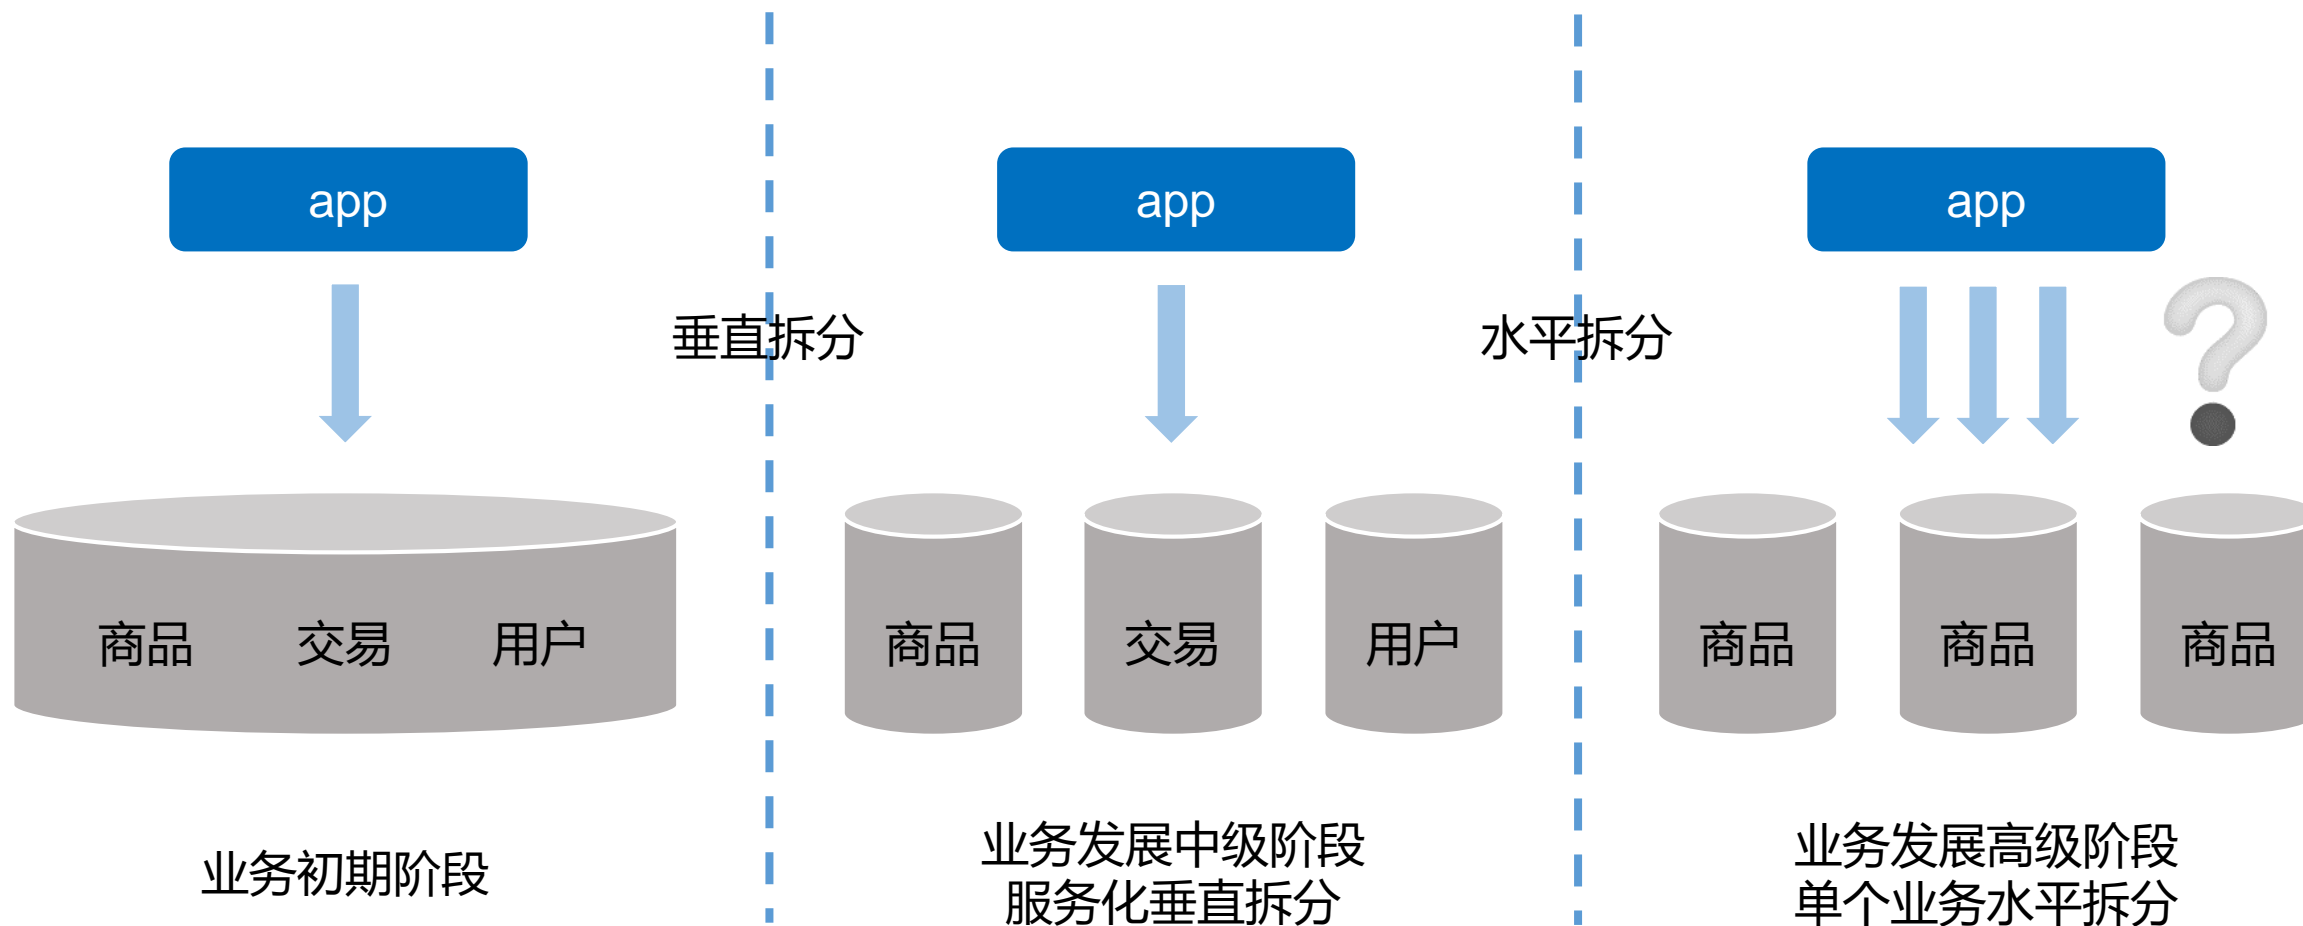 app
app
app
垂直拆分
水平拆分
商品 交易 用户
商品
交易
用户
商品
商品
商品
业务初期阶段
业务发展中级阶段
服务化垂直拆分
业务发展高级阶段
单个业务水平拆分